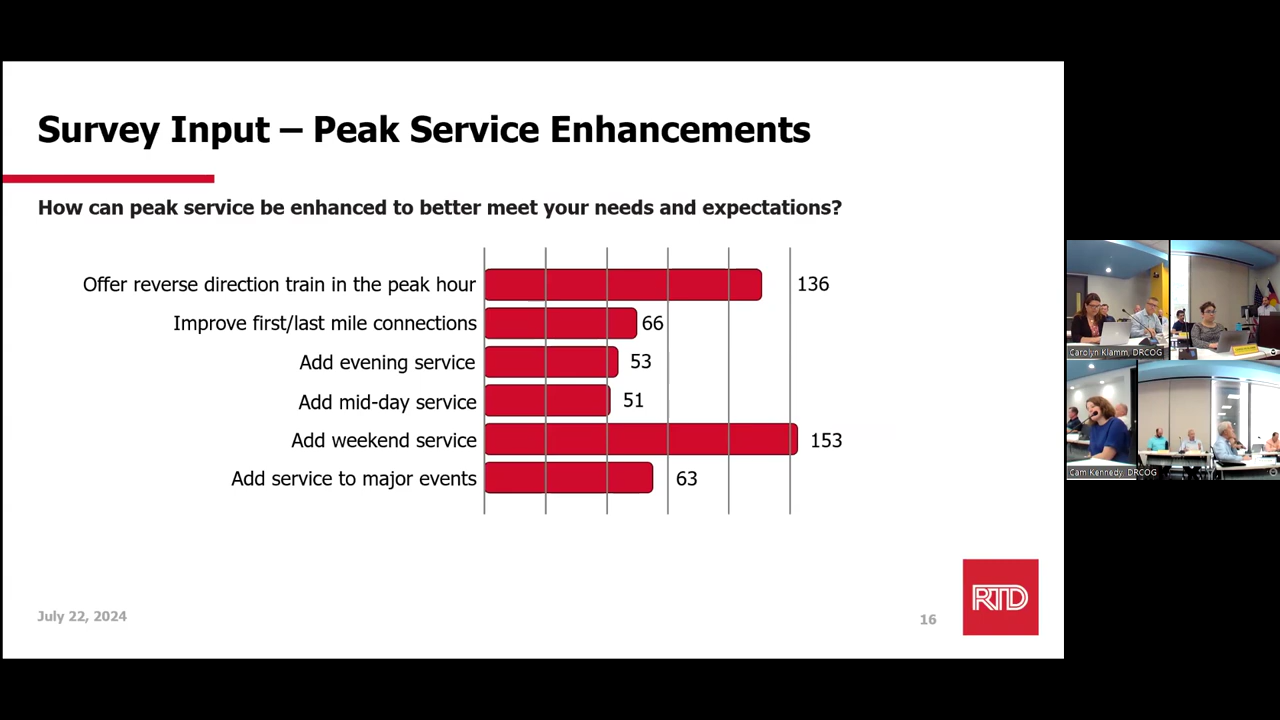 Survey Input – Peak Service Enhancements
How can peak service be enhanced to better meet your needs and expectations?
Offer reverse direction train in the peak hour
136
Improve first/last mile connections
66
Add evening service
53
Add mid-day service
51
Add weekend service
153
Add service to major events
63
July 22, 2024
16
RTD
Carolyn Klamm, DRCOG
Cam Kennedy, DRCOG